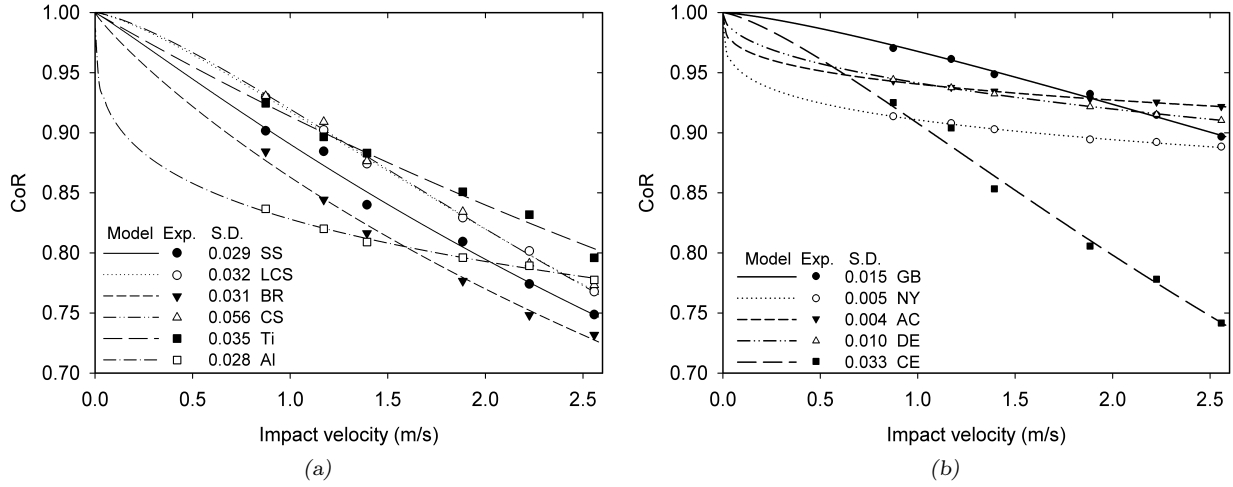 1.00
0.95
0.90
0.85
0.80
0.75
0.70
CoR
Model Exp. S.D.
0.029 SS
0.032 LCS
0.031 BR
0.056 CS
0.035 Ti
0.028 Al
0.0 0.5 1.0 1.5 2.0 2.5
Impact velocity (m/s)
(a)
1.00
0.95
0.90
0.85
0.80
0.75
0.70
CoR
Model Exp. S.D.
0.015 GB
0.005 NY
0.004 AC
0.010 DE
0.033 CE
0.0 0.5 1.0 1.5 2.0 2.5
Impact velocity (m/s)
(b)